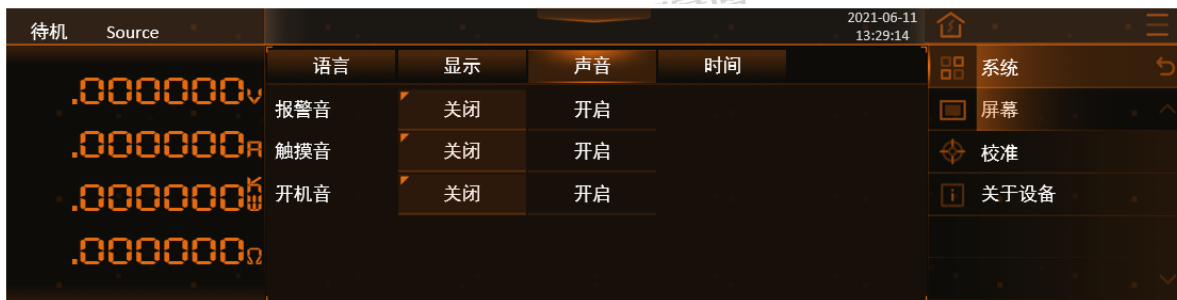 待机 Source
2021-06-11
13:29:14
语言 显示 声音 时间
系统
.000000V
报警音 关闭 开启
屏幕
.000000A
触摸音 关闭 开启
校准
.000000kW
开机音 关闭 开启
关于设备
.000000Ω